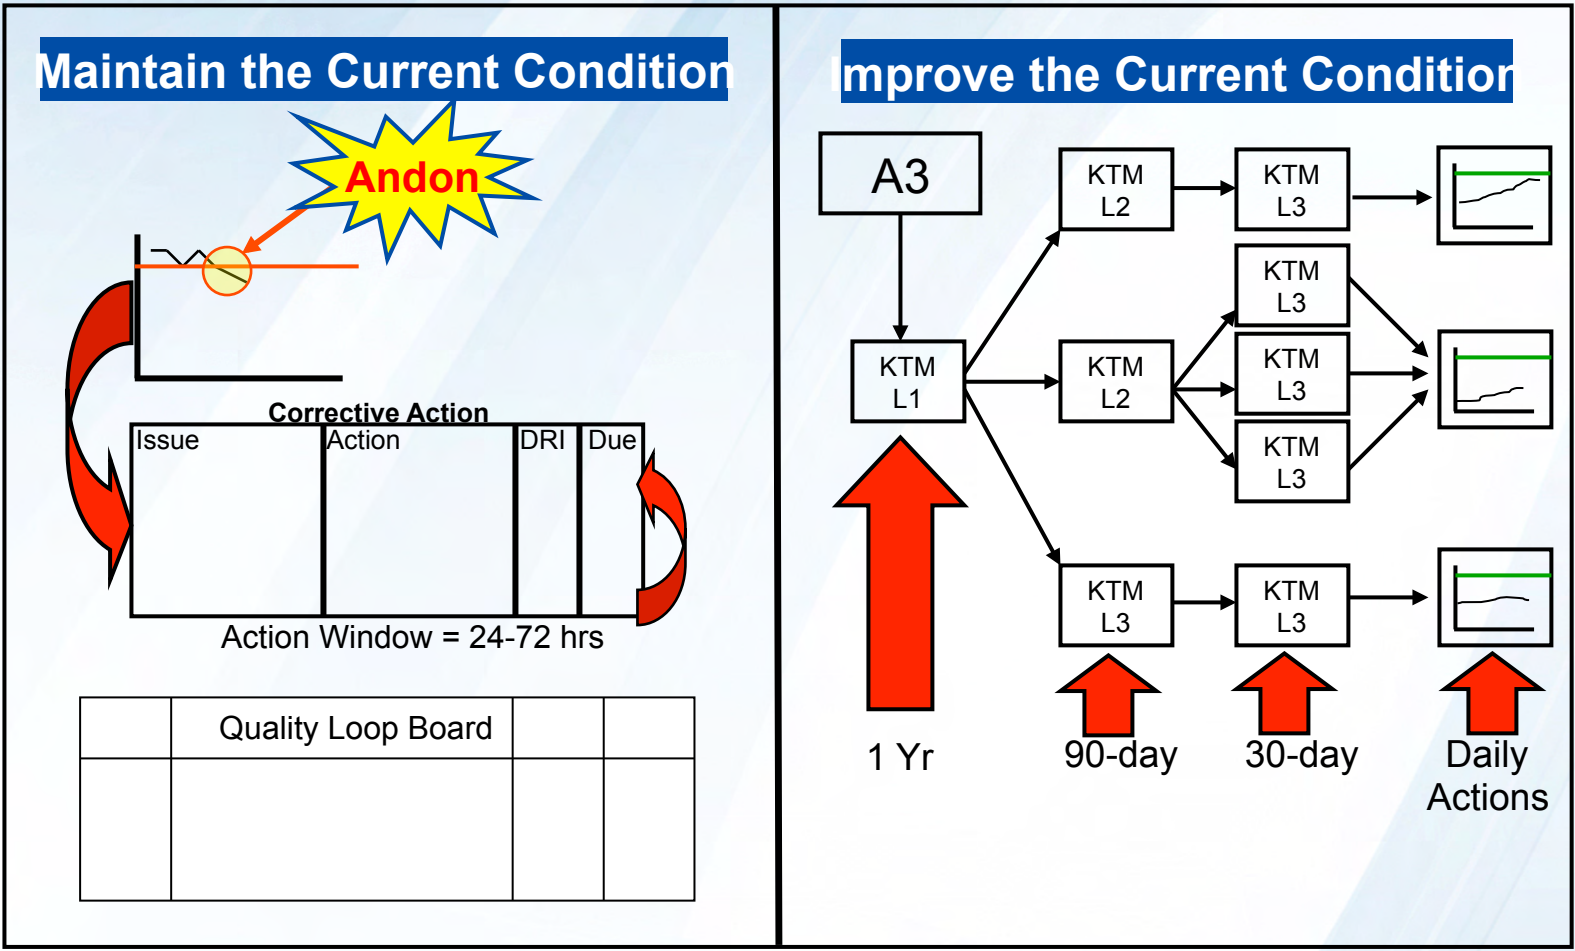 Maintain the Current Condition
Andon
Corrective Action
Issue Action DRI Due
Action Window = 24-72 hrs
Quality Loop Board
Improve the Current Condition
A3
KTM
L1
KTM
L2
KTM
L3
KTM
L3
KTM
L2
KTM
L3
KTM
L3
KTM
L3
KTM
L3
1 Yr
90-day
30-day
Daily
Actions